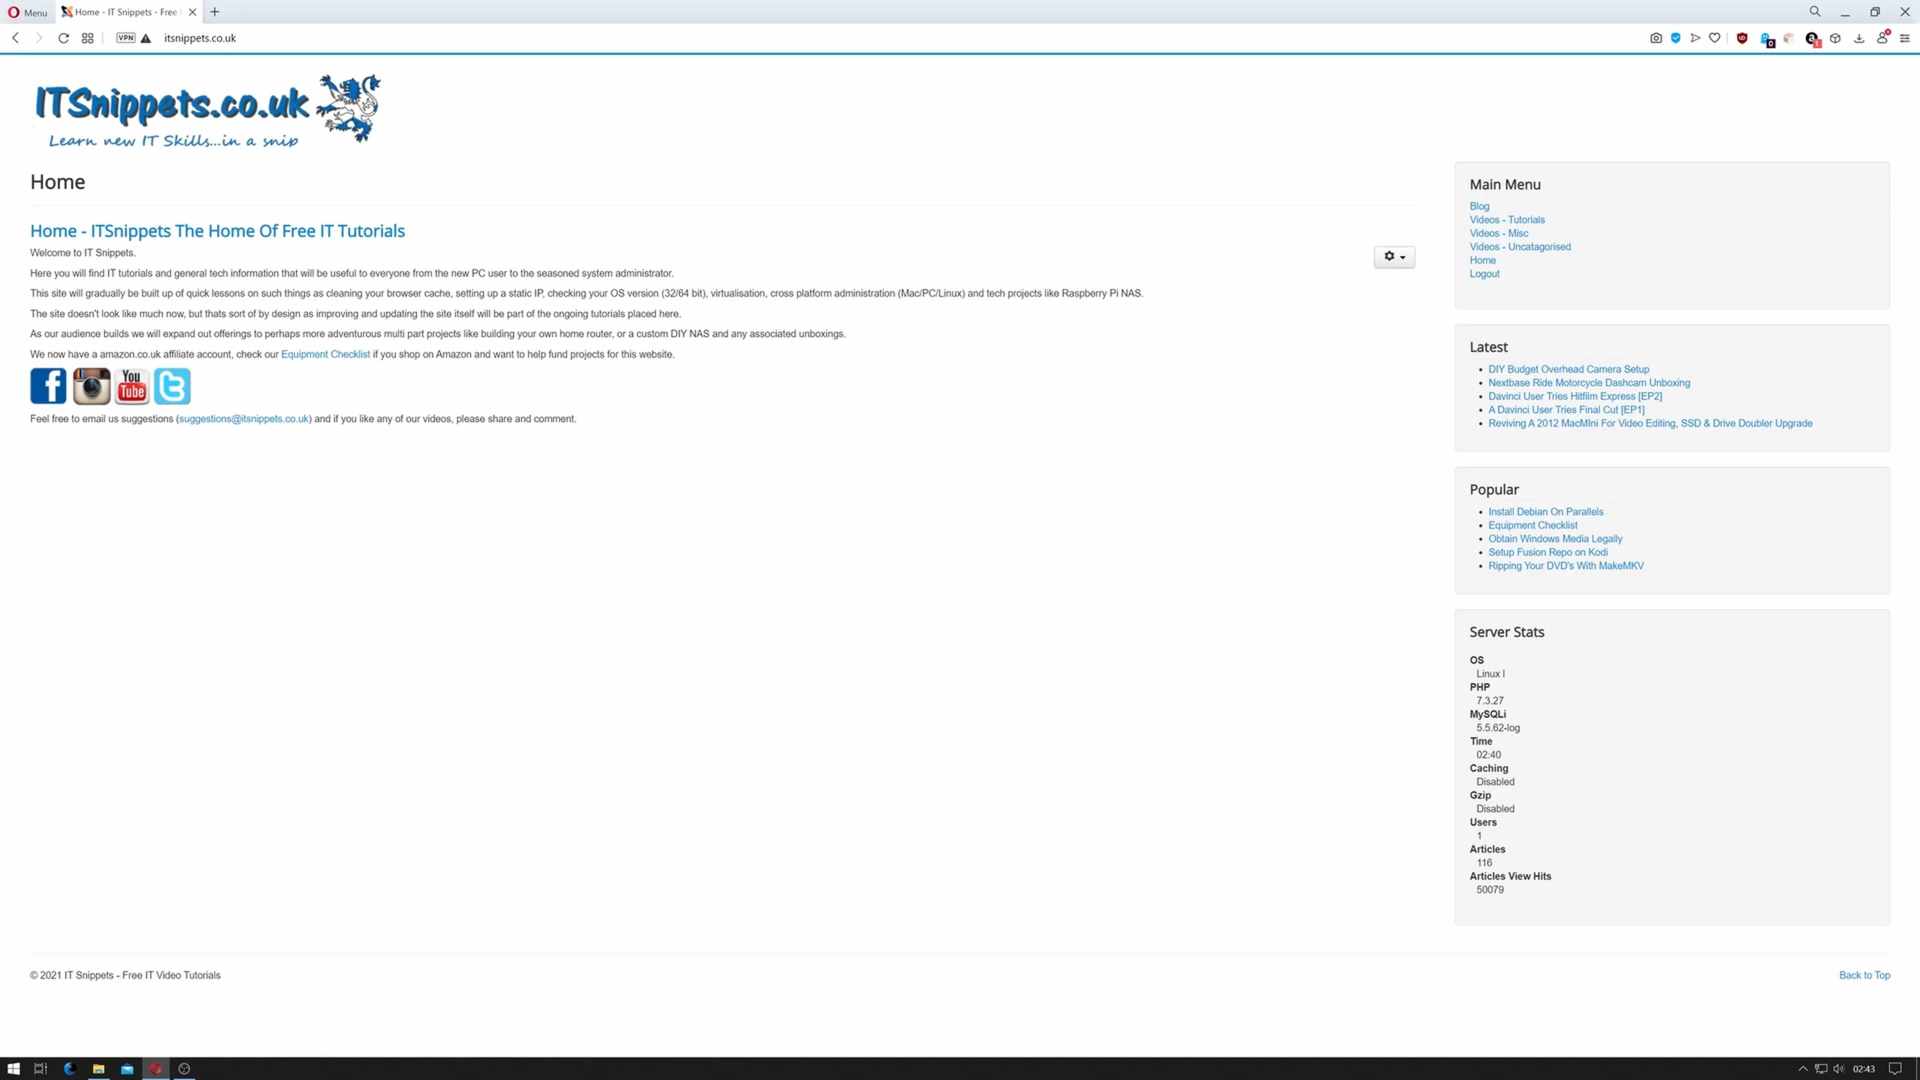 Menu
Home - IT Snippets - Free
VPN
itsnippets.co.uk
ITSnippets.co.uk
Learn new IT Skills...in a snip
Home
Home - ITSnippets The Home Of Free IT Tutorials
Welcome to IT Snippets.
Here you will find IT tutorials and general tech information that will be useful to everyone from the new PC user to the seasoned system administrator.
This site will gradually be built up of quick lessons on such things as cleaning your browser cache, setting up a static IP, checking your OS version (32/64 bit), virtualisation, cross platform administration (Mac/PC/Linux) and tech projects like Raspberry Pi NAS.
The site doesn't look like much now, but thats sort of by design as improving and updating the site itself will be part of the ongoing tutorials placed here.
As our audience builds we will expand out offerings to perhaps more adventurous multi part projects like building your own home router, or a custom DIY NAS and any associated unboxings.
We now have a amazon.co.uk affiliate account, check our Equipment Checklist if you shop on Amazon and want to help fund projects for this website.
You
Tube
Feel free to email us suggestions (suggestions@itsnippets.co.uk) and if you like any of our videos, please share and comment.
Main Menu
Blog
Videos - Tutorials
Videos - Misc
Videos - Uncatagorised
Home
Logout
Latest
DIY Budget Overhead Camera Setup
Nextbase Ride Motorcycle Dashcam Unboxing
Davinci User Tries Hitfilm Express [EP2]
A Davinci User Tries Final Cut [EP1]
Reviving A 2012 MacMIni For Video Editing, SSD & Drive Doubler Upgrade
Popular
Install Debian On Parallels
Equipment Checklist
Obtain Windows Media Legally
Setup Fusion Repo on Kodi
Ripping Your DVD's With MakeMKV
Server Stats
OS
Linux l
PHP
7.3.27
MySQLi
5.5.62-log
Time
02:40
Caching
Disabled
Gzip
Disabled
Users
1
Articles
116
Articles View Hits
50079
© 2021 IT Snippets - Free IT Video Tutorials
Back to Top
02:43